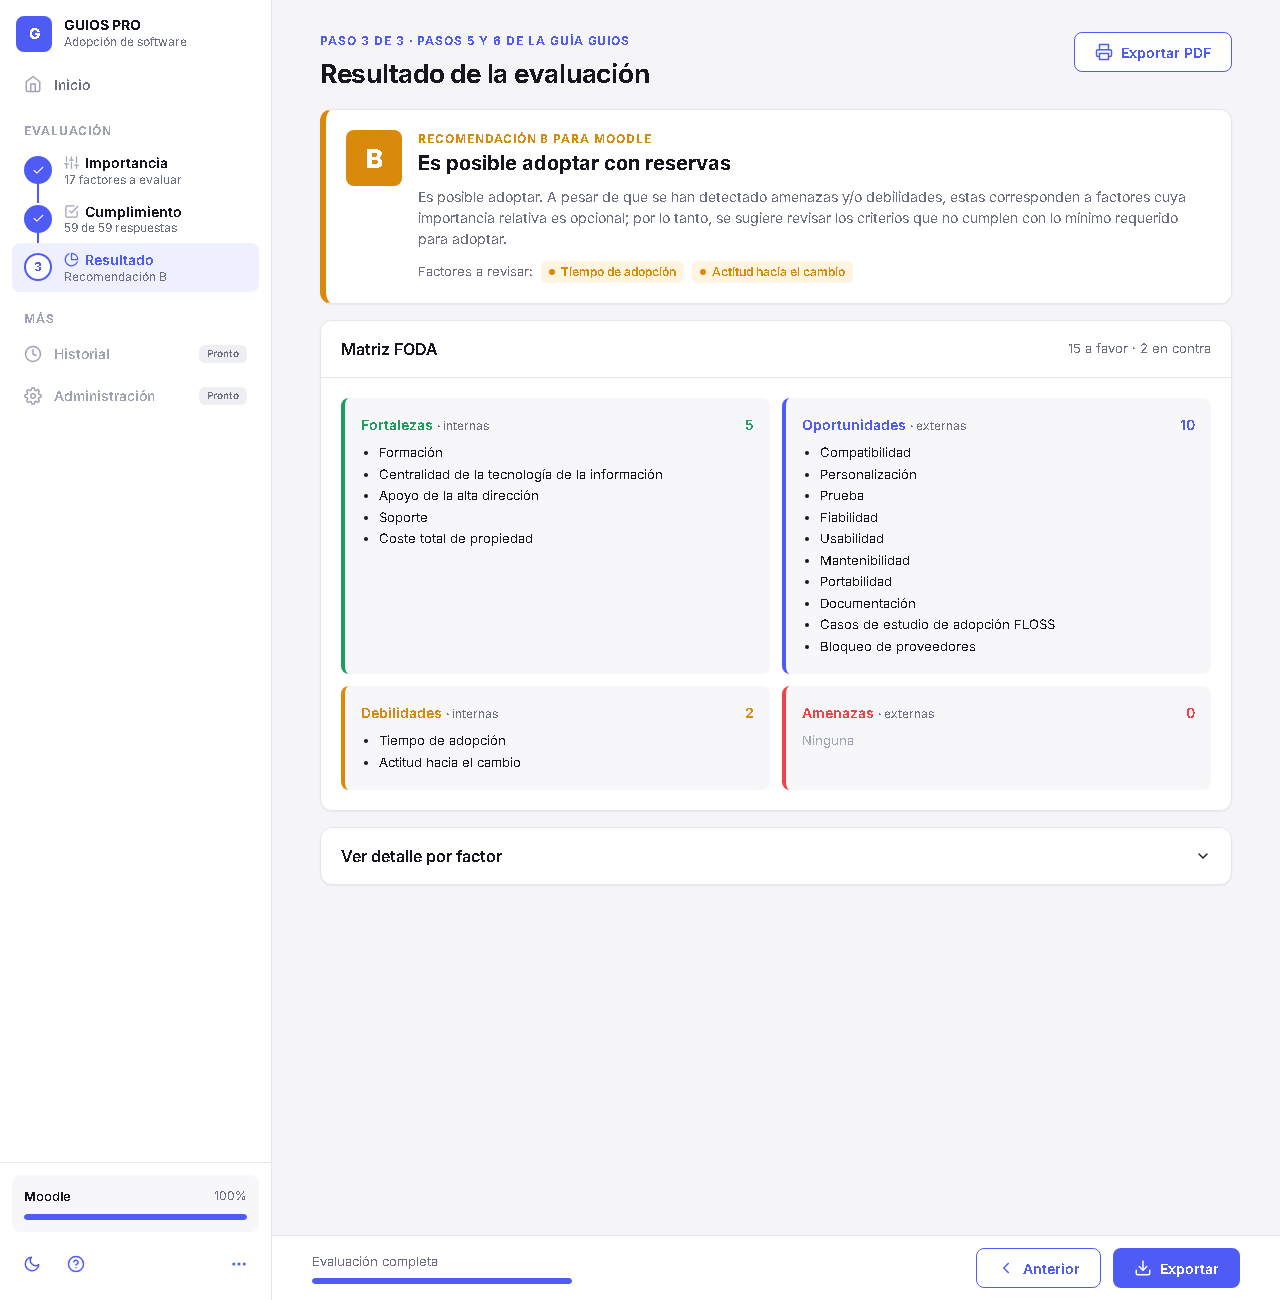 G
GUIOS PRO
Adopción de software
Inicio
EVALUACIÓN
Importancia
17 factores a evaluar
Cumplimiento
59 de 59 respuestas
3
Resultado
Recomendación B
MÁS
Historial
Pronto
Administración
Pronto
Moodle
100%
PASO 3 DE 3 · PASOS 5 Y 6 DE LA GUÍA GUIOS
Resultado de la evaluación
Exportar PDF
B
RECOMENDACIÓN B PARA MOODLE
Es posible adoptar con reservas
Es posible adoptar. A pesar de que se han detectado amenazas y/o debilidades, estas corresponden a factores cuya
importancia relativa es opcional; por lo tanto, se sugiere revisar los criterios que no cumplen con lo mínimo requerido
para adoptar.
Factores a revisar:
Tiempo de adopción
Actitud hacia el cambio
Matriz FODA
15 a favor · 2 en contra
Fortalezas · internas
5
Formación
Centralidad de la tecnología de la información
Apoyo de la alta dirección
Soporte
Coste total de propiedad
Oportunidades · externas
10
Compatibilidad
Personalización
Prueba
Fiabilidad
Usabilidad
Mantenibilidad
Portabilidad
Documentación
Casos de estudio de adopción FLOSS
Bloqueo de proveedores
Debilidades · internas
2
Tiempo de adopción
Actitud hacia el cambio
Amenazas · externas
0
Ninguna
Ver detalle por factor
Evaluación completa
Anterior
Exportar